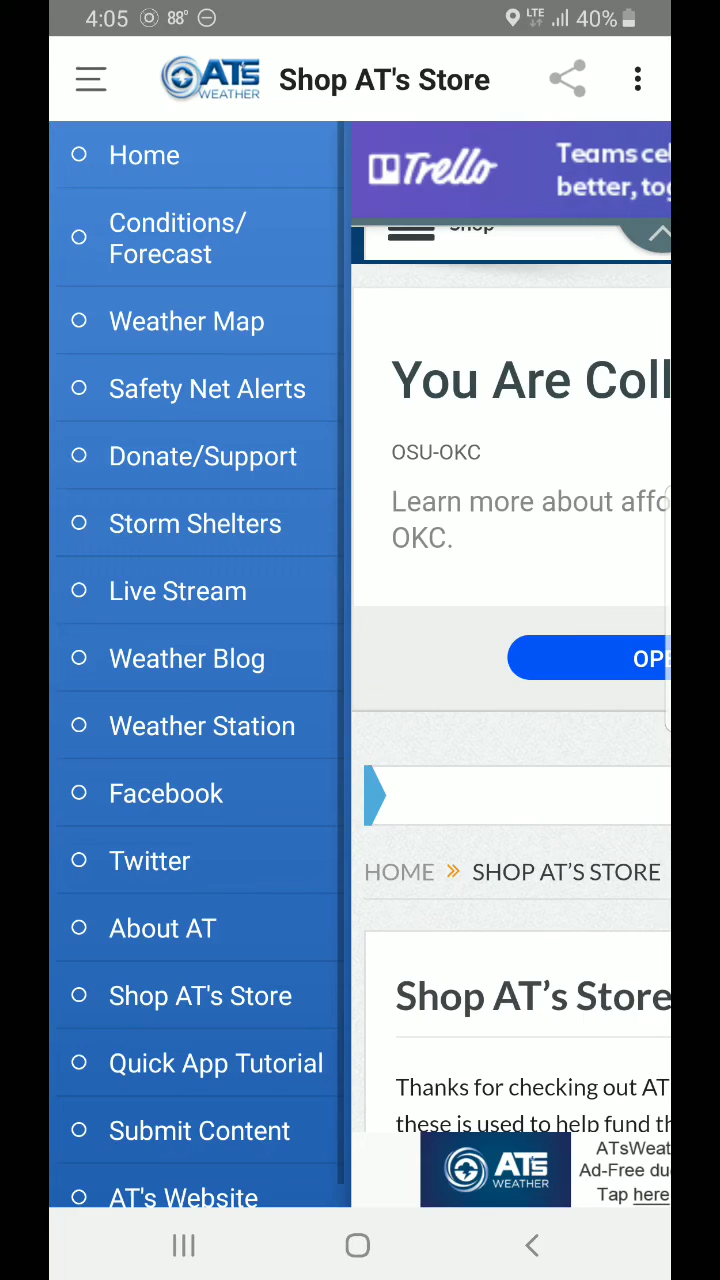 4:05 88° LTE 40%
ATS WEATHER Shop AT's Store
Home
Conditions/
Forecast
Weather Map
Safety Net Alerts
Donate/Support
Storm Shelters
Live Stream
Weather Blog
Weather Station
Facebook
Twitter
About AT
Shop AT's Store
Quick App Tutorial
Submit Content
AT's Website
Trello
Teams cel
better, tog
Shop
You Are Coll
OSU-OKC
Learn more about affo
OKC.
OPE
HOME » SHOP AT’S STORE
Shop AT’s Store
Thanks for checking out AT
these is used to help fund th
ATS WEATHER
ATsWeat
Ad-Free du
Tap here